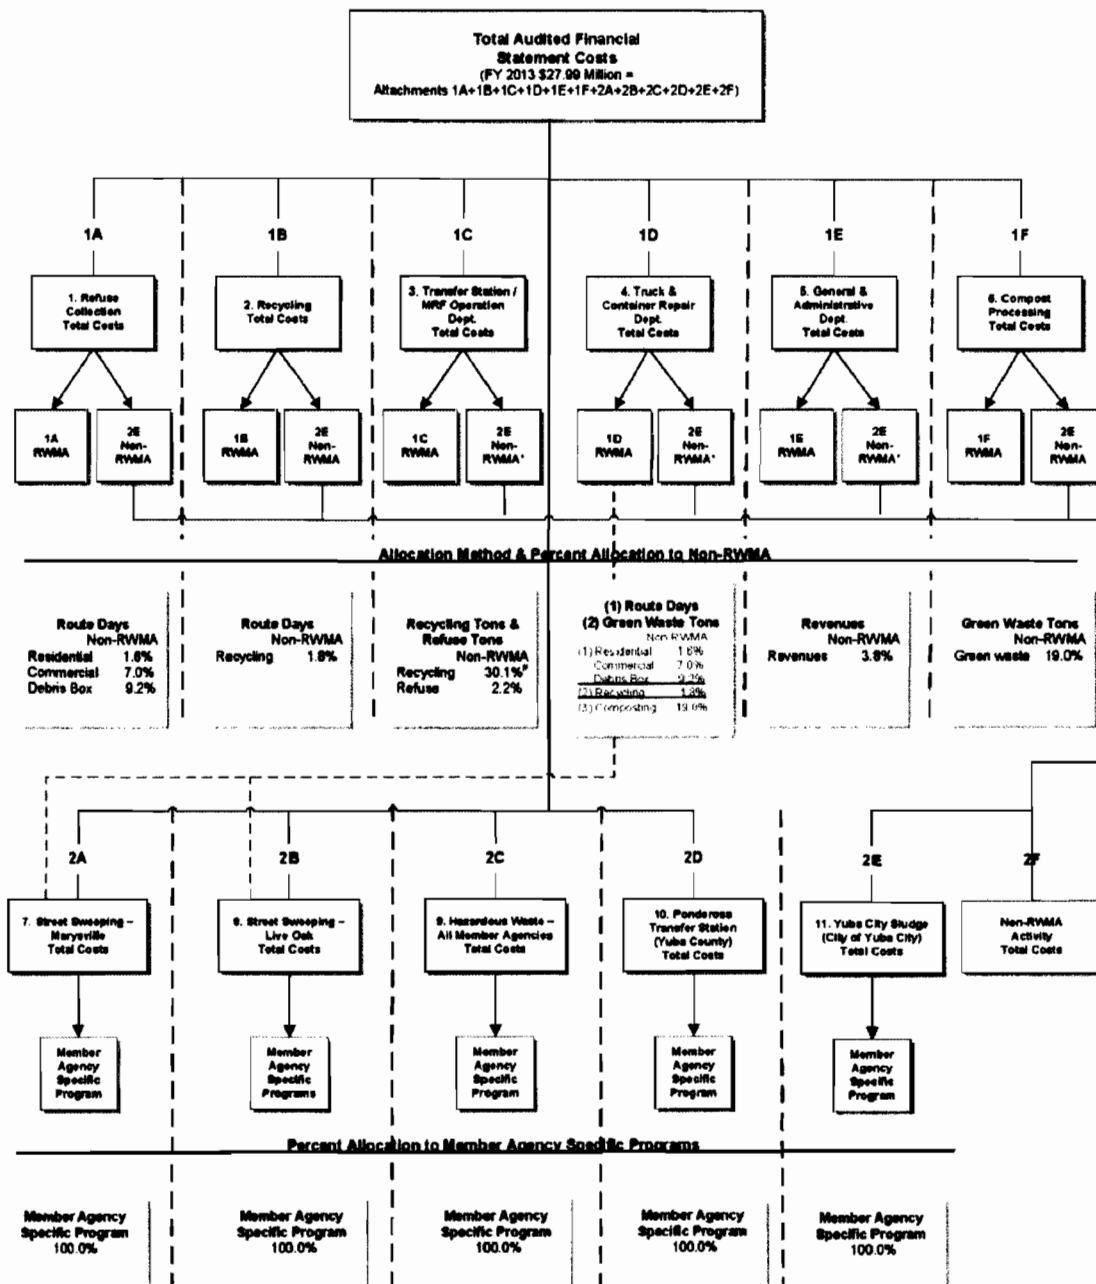 Total Audited Financial
Statement Costs
(FY 2013 $27.99 Million =
Attachments 1A+1B+1C+1D+1E+1F+2A+2B+2C+2D+2E+2F)
1A
1B
1C
1D
1E
1F
1. Refuse
Collection
Total Costs
2. Recycling
Total Costs
3. Transfer Station /
MRF Operation
Dept.
Total Costs
4. Truck &
Container Repair
Dept.
Total Costs
5. General &
Administrative
Dept.
Total Costs
6. Compost
Processing
Total Costs
1A
RWMA
2E
Non-
RWMA
1B
RWMA
2E
Non-
RWMA
1C
RWMA
2E
Non-
RWMA*
1D
RWMA
2E
Non-
RWMA*
1E
RWMA
2E
Non-
RWMA*
1F
RWMA
2E
Non-
RWMA
Allocation Method & Percent Allocation to Non-RWMA
Route Days
Non-RWMA
Residential 1.6%
Commercial 7.0%
Debris Box 9.2%
Route Days
Non-RWMA
Recycling 1.8%
Recycling Tons &
Refuse Tons
Non-RWMA
Recycling 30.1%#
Refuse 2.2%
(1) Route Days
(2) Green Waste Tons
Non-RWMA
(1) Residential 1.6%
Commercial 7.0%
Debris Box 9.2%
(2) Recycling 1.8%
(3) Composting 19.0%
Revenues
Non-RWMA
Revenues 3.8%
Green Waste Tons
Non-RWMA
Green waste 19.0%
2A
2B
2C
2D
2E
2F
7. Street Sweeping –
Marysville
Total Costs
8. Street Sweeping –
Live Oak
Total Costs
9. Hazardous Waste –
All Member Agencies
Total Costs
10. Ponderosa
Transfer Station
(Yuba County)
Total Costs
11. Yuba City Sludge
(City of Yuba City)
Total Costs
Non-RWMA
Activity
Total Costs
Member
Agency
Specific
Program
Member
Agency
Specific
Programs
Member
Agency
Specific
Program
Member
Agency
Specific
Program
Member
Agency
Specific
Program
Percent Allocation to Member Agency Specific Programs
Member Agency
Specific Program
100.0%
Member Agency
Specific Program
100.0%
Member Agency
Specific Program
100.0%
Member Agency
Specific Program
100.0%
Member Agency
Specific Program
100.0%